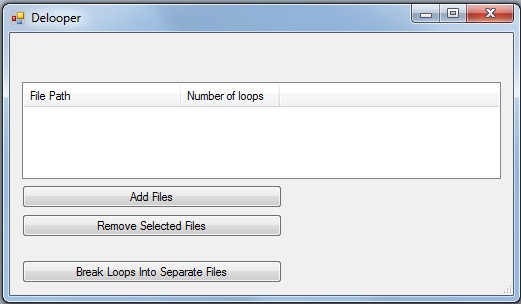 Delooper
File Path Number of loops
Add Files
Remove Selected Files
Break Loops Into Separate Files